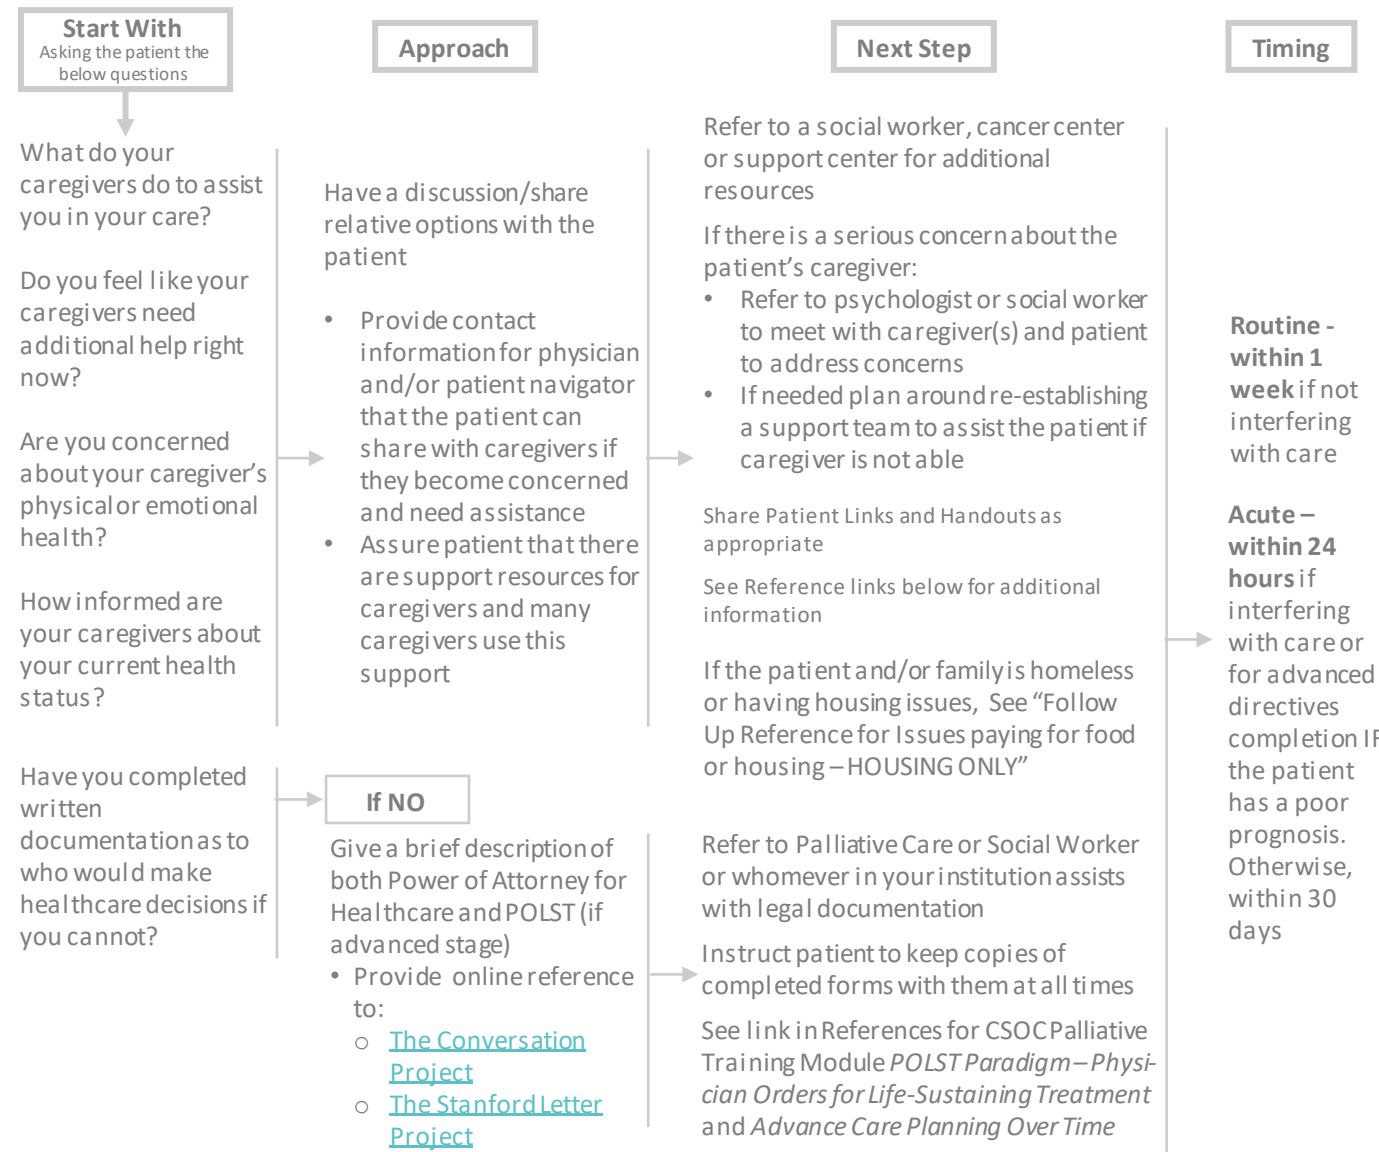 Start With
Asking the patient the
below questions
What do your
caregivers do to assist
you in your care?
Do you feel like your
caregivers need
additional help right
now?
Are you concerned
about your caregiver's
physical or emotional
health?
How informed are
your caregivers about
your current health
status?
Have you completed
written
documentation as to
who would make
healthcare decisions if
you cannot?
Approach
Have a discussion/share
relative options with the
patient
• Provide contact
information for physician
and/or patient navigator
that the patient can
share with caregivers if
they become concerned
and need assistance
• Assure patient that there
are support resources for
caregivers and many
caregivers use this
support
If NO
Give a brief description of
both Power of Attorney for
Healthcare and POLST (if
advanced stage)
• Provide online reference
to:
o The Conversation
Project
o The Stanford Letter
Project
Next Step
Refer to a social worker, cancer center
or support center for additional
resources
If there is a serious concern about the
patient's caregiver:
• Refer to psychologist or social worker
to meet with caregiver(s) and patient
to address concerns
• If needed plan around re-establishing
a support team to assist the patient if
caregiver is not able
Share Patient Links and Handouts as
appropriate
See Reference links below for additional
information
If the patient and/or family is homeless
or having housing issues, See “Follow
Up Reference for Issues paying for food
or housing – HOUSING ONLY”
Refer to Palliative Care or Social Worker
or whomever in your institution assists
with legal documentation
Instruct patient to keep copies of
completed forms with them at all times
See link in References for CSOC Palliative
Training Module POLST Paradigm – Physi-
cian Orders for Life-Sustaining Treatment
and Advance Care Planning Over Time
Timing
Routine -
within 1
week if not
interfering
with care
Acute –
within 24
hours if
interfering
with care or
for advanced
directives
completion IF
the patient
has a poor
prognosis.
Otherwise,
within 30
days